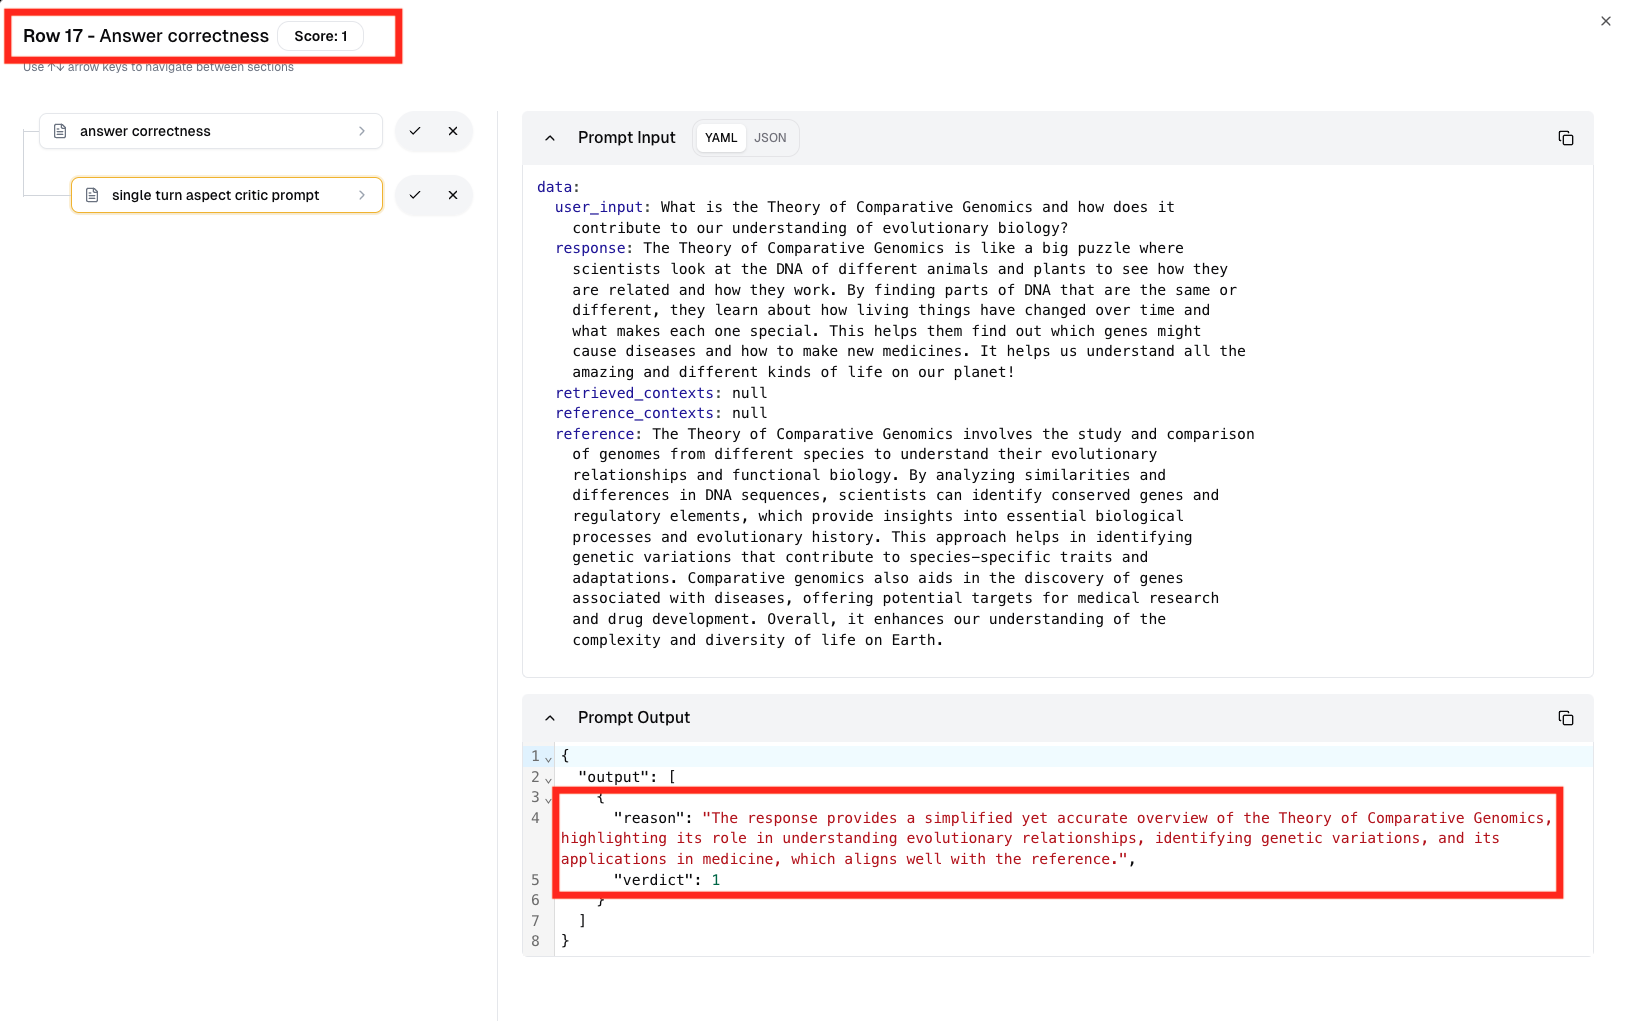 Row 17 - Answer correctness Score: 1
Use ↑↓ arrow keys to navigate between sections
answer correctness
single turn aspect critic prompt
Prompt Input YAML JSON
data:
user_input: What is the Theory of Comparative Genomics and how does it
contribute to our understanding of evolutionary biology?
response: The Theory of Comparative Genomics is like a big puzzle where
scientists look at the DNA of different animals and plants to see how they
are related and how they work. By finding parts of DNA that are the same or
different, they learn about how living things have changed over time and
what makes each one special. This helps them find out which genes might
cause diseases and how to make new medicines. It helps us understand all the
amazing and different kinds of life on our planet!
retrieved_contexts: null
reference_contexts: null
reference: The Theory of Comparative Genomics involves the study and comparison
of genomes from different species to understand their evolutionary
relationships and functional biology. By analyzing similarities and
differences in DNA sequences, scientists can identify conserved genes and
regulatory elements, which provide insights into essential biological
processes and evolutionary history. This approach helps in identifying
genetic variations that contribute to species-specific traits and
adaptations. Comparative genomics also aids in the discovery of genes
associated with diseases, offering potential targets for medical research
and drug development. Overall, it enhances our understanding of the
complexity and diversity of life on Earth.
Prompt Output
1 {
2 "output": [
3 {
4 "reason": "The response provides a simplified yet accurate overview of the Theory of Comparative Genomics,
highlighting its role in understanding evolutionary relationships, identifying genetic variations, and its
applications in medicine, which aligns well with the reference.",
5 "verdict": 1
6 }
7 ]
8 }